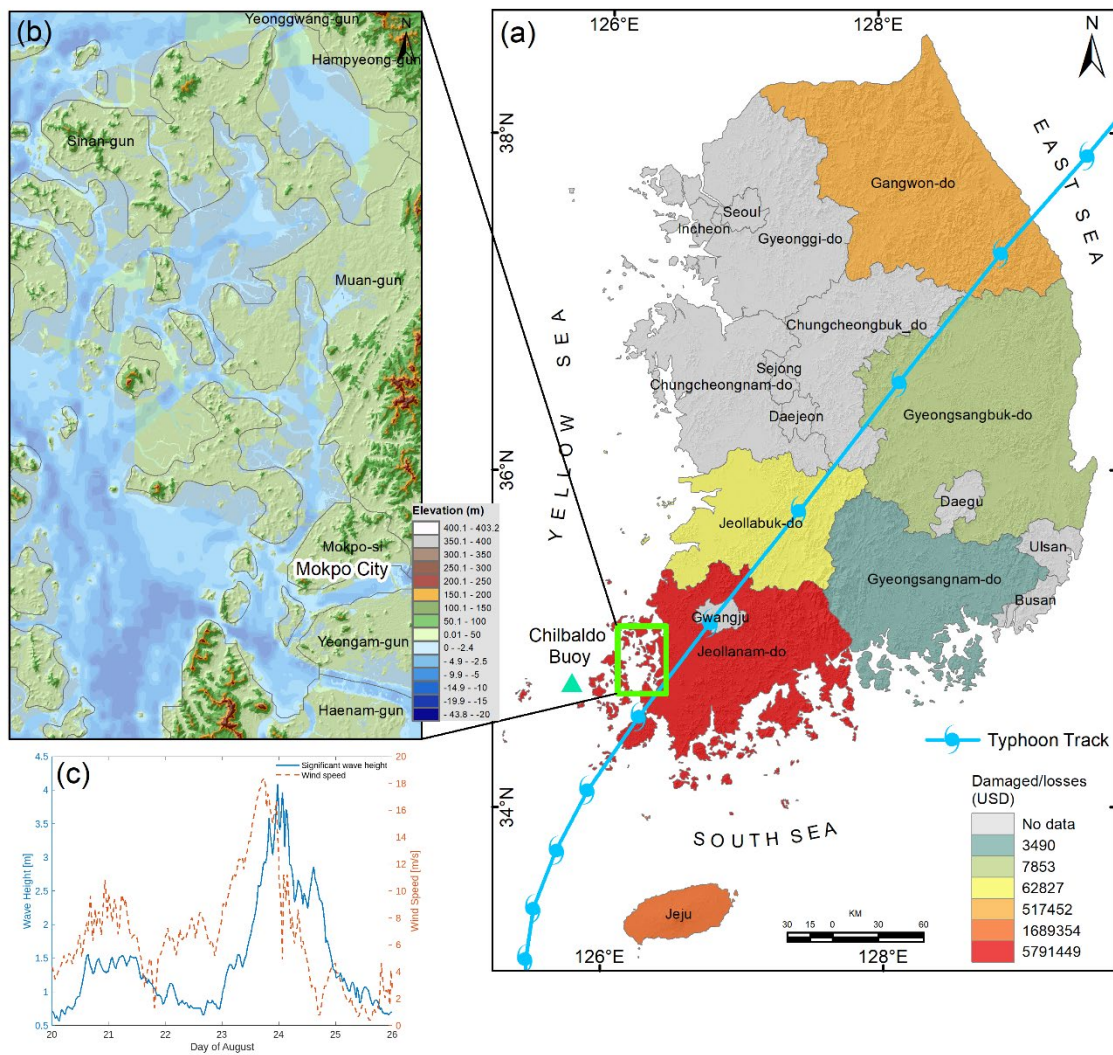 (b)
Yeonggwang-gun
N
Hampyeong-gun
Sinan-gun
Muan-gun
Mokpo-si
Mokpo City
Yeongam-gun
Haenam-gun
Elevation (m)
400.1 - 403.2
350.1 - 400
300.1 - 350
250.1 - 300
200.1 - 250
150.1 - 200
100.1 - 150
50.1 - 100
0.01 - 50
0 - -2.4
- 4.9 - -2.5
- 9.9 - -5
- 14.9 - -10
- 19.9 - -15
- 43.8 - -20
(a)
126°E
128°E
N
38°N
36°N
34°N
EAST SEA
YELLOW SEA
SOUTH SEA
Gangwon-do
Seoul
Incheon
Gyeonggi-do
Chungcheongbuk_do
Sejong
Chungcheongnam-do
Daejeon
Gyeongsangbuk-do
Daegu
Jeollabuk-do
Ulsan
Gyeongsangnam-do
Busan
Gwangju
Jeollanam-do
Chilbaldo
Buoy
Jeju
Typhoon Track
Damaged/losses
(USD)
No data
3490
7853
62827
517452
1689354
5791449
KM
30 15 0 30 60
126°E
128°E
(c)
Significant wave height
Wind speed
Wave Height [m]
4.5
4
3.5
3
2.5
2
1.5
1
0.5
Wind Speed [m/s]
20
18
16
14
12
10
8
6
4
2
0
20 21 22 23 24 25 26
Day of August